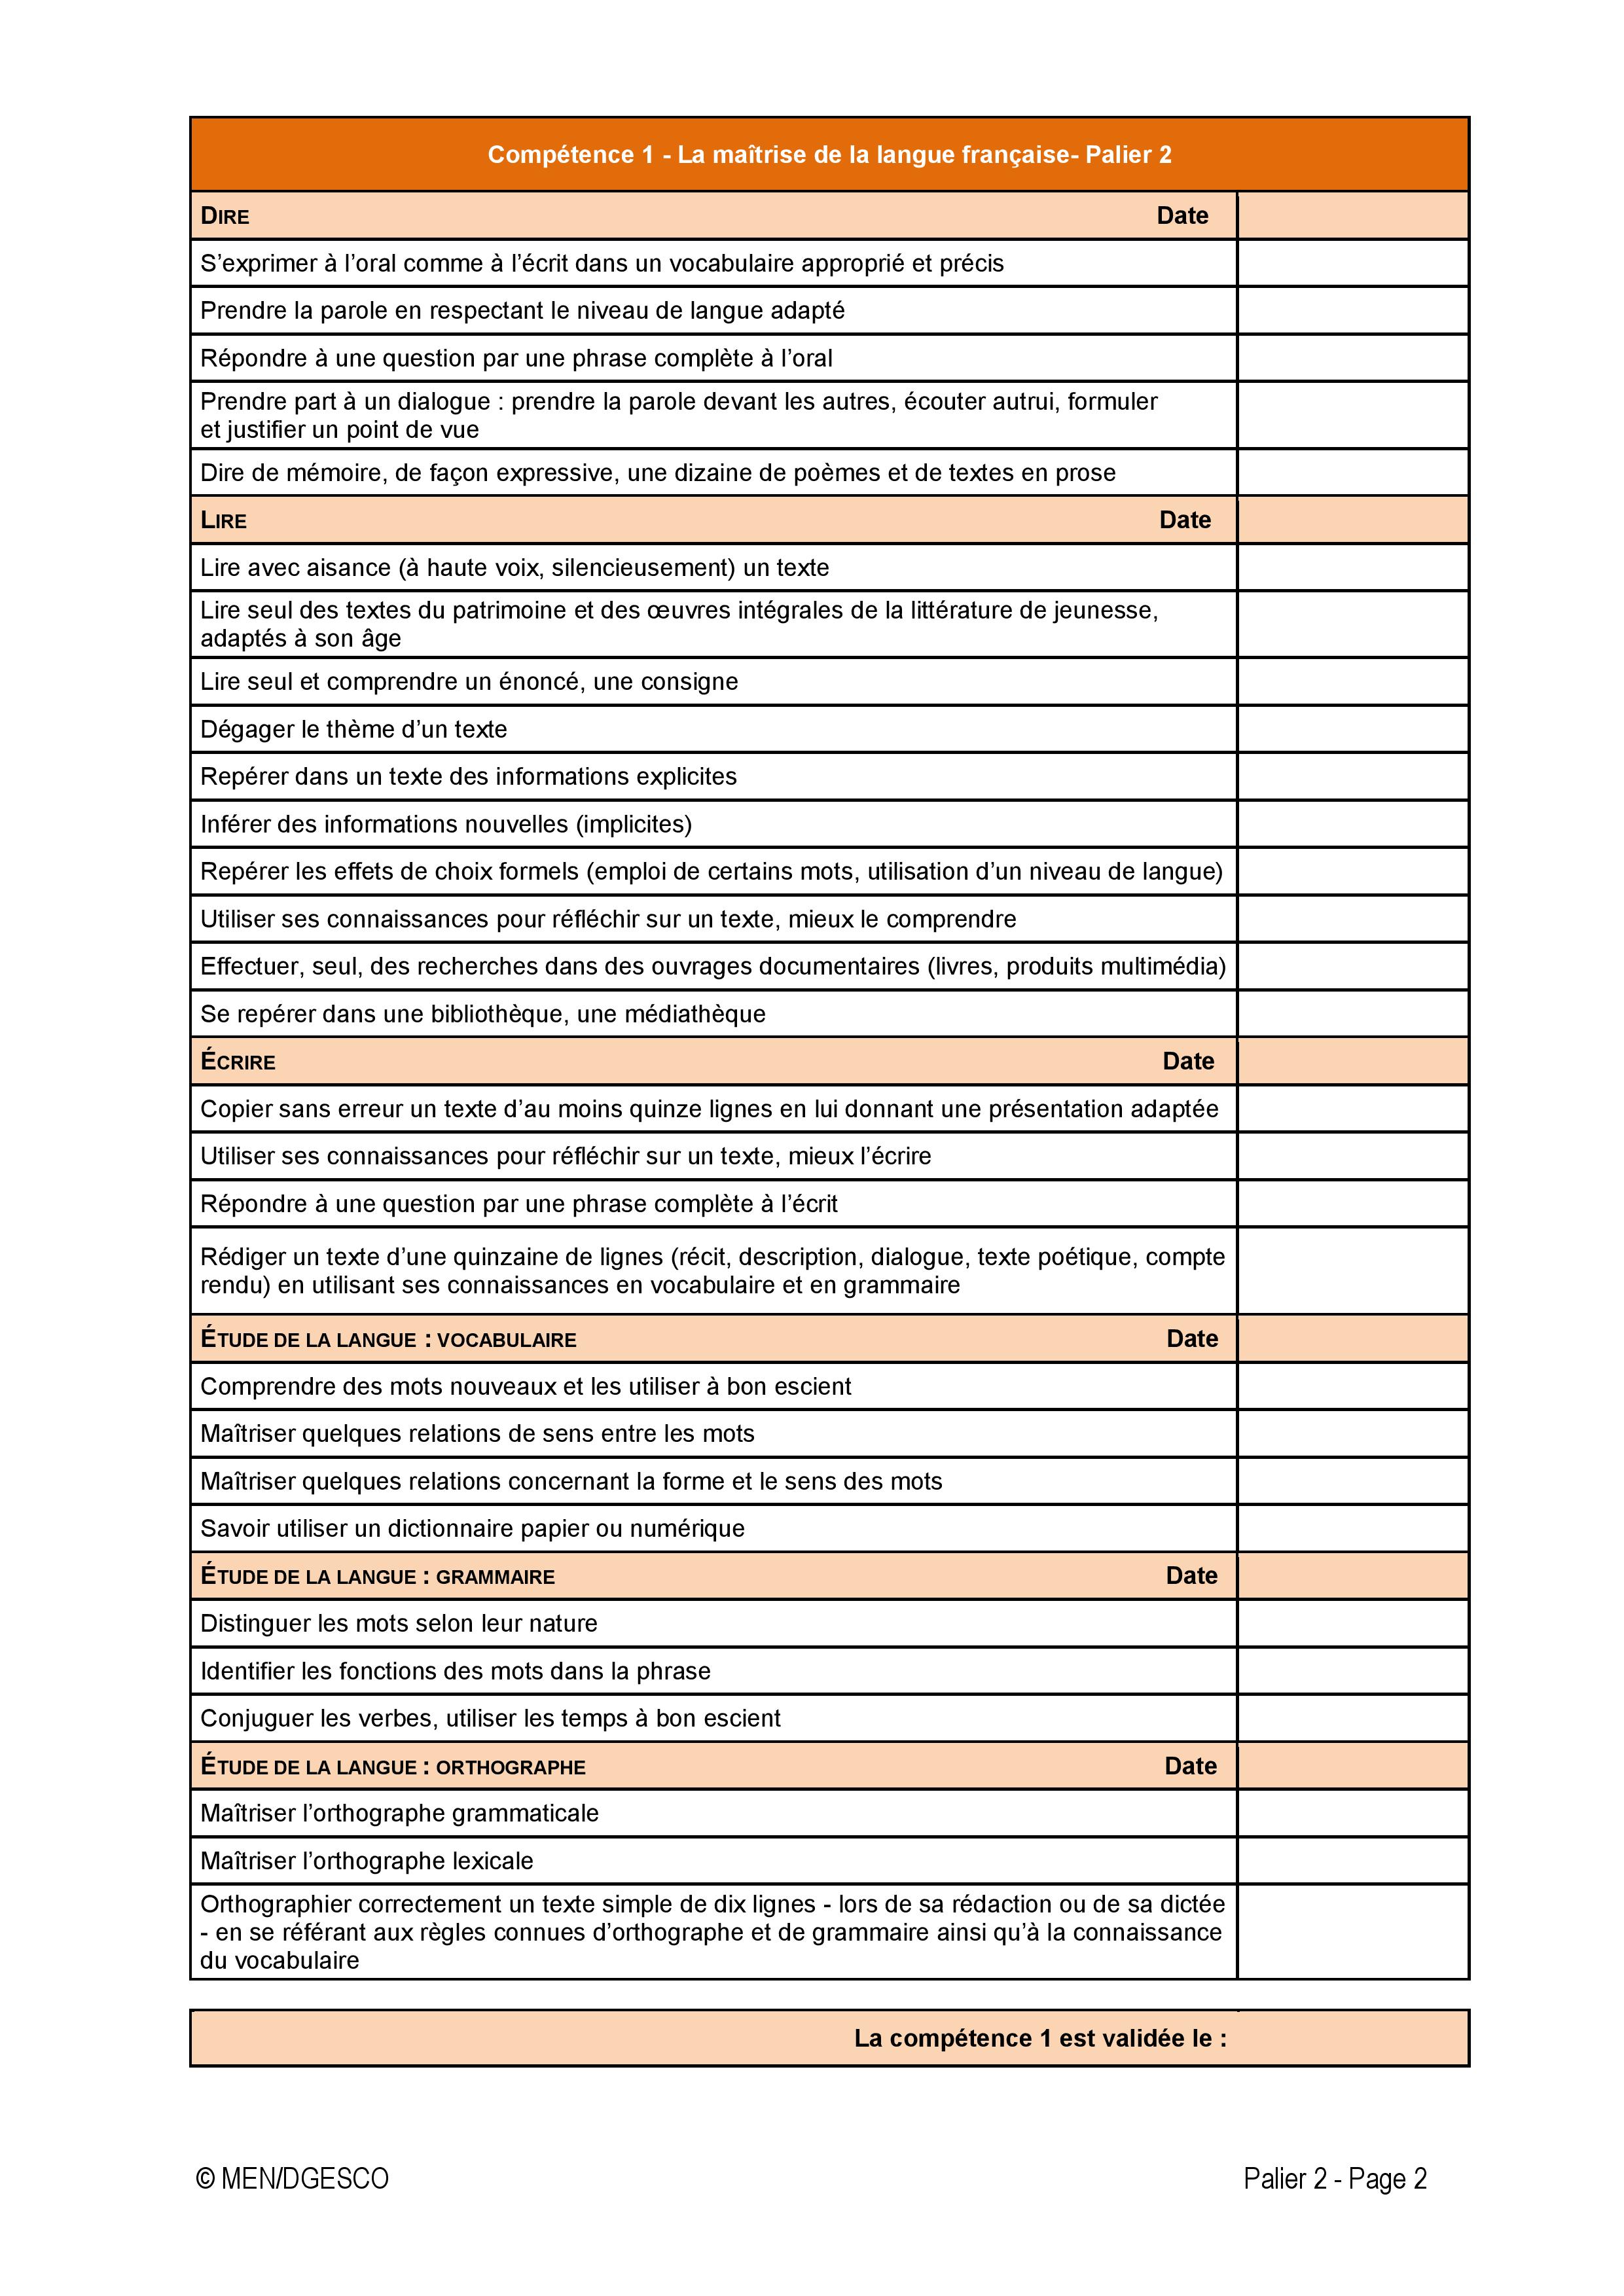 Compétence 1 - La maîtrise de la langue française- Palier 2
DIRE Date
S’exprimer à l’oral comme à l’écrit dans un vocabulaire approprié et précis
Prendre la parole en respectant le niveau de langue adapté
Répondre à une question par une phrase complète à l’oral
Prendre part à un dialogue : prendre la parole devant les autres, écouter autrui, formuler
et justifier un point de vue
Dire de mémoire, de façon expressive, une dizaine de poèmes et de textes en prose
LIRE Date
Lire avec aisance (à haute voix, silencieusement) un texte
Lire seul des textes du patrimoine et des œuvres intégrales de la littérature de jeunesse,
adaptés à son âge
Lire seul et comprendre un énoncé, une consigne
Dégager le thème d’un texte
Repérer dans un texte des informations explicites
Inférer des informations nouvelles (implicites)
Repérer les effets de choix formels (emploi de certains mots, utilisation d’un niveau de langue)
Utiliser ses connaissances pour réfléchir sur un texte, mieux le comprendre
Effectuer, seul, des recherches dans des ouvrages documentaires (livres, produits multimédia)
Se repérer dans une bibliothèque, une médiathèque
ÉCRIRE Date
Copier sans erreur un texte d’au moins quinze lignes en lui donnant une présentation adaptée
Utiliser ses connaissances pour réfléchir sur un texte, mieux l’écrire
Répondre à une question par une phrase complète à l’écrit
Rédiger un texte d’une quinzaine de lignes (récit, description, dialogue, texte poétique, compte
rendu) en utilisant ses connaissances en vocabulaire et en grammaire
ÉTUDE DE LA LANGUE : VOCABULAIRE Date
Comprendre des mots nouveaux et les utiliser à bon escient
Maîtriser quelques relations de sens entre les mots
Maîtriser quelques relations concernant la forme et le sens des mots
Savoir utiliser un dictionnaire papier ou numérique
ÉTUDE DE LA LANGUE : GRAMMAIRE Date
Distinguer les mots selon leur nature
Identifier les fonctions des mots dans la phrase
Conjuguer les verbes, utiliser les temps à bon escient
ÉTUDE DE LA LANGUE : ORTHOGRAPHE Date
Maîtriser l’orthographe grammaticale
Maîtriser l’orthographe lexicale
Orthographier correctement un texte simple de dix lignes - lors de sa rédaction ou de sa dictée
- en se référant aux règles connues d’orthographe et de grammaire ainsi qu’à la connaissance
du vocabulaire
La compétence 1 est validée le :
© MEN/DGESCO Palier 2 - Page 2